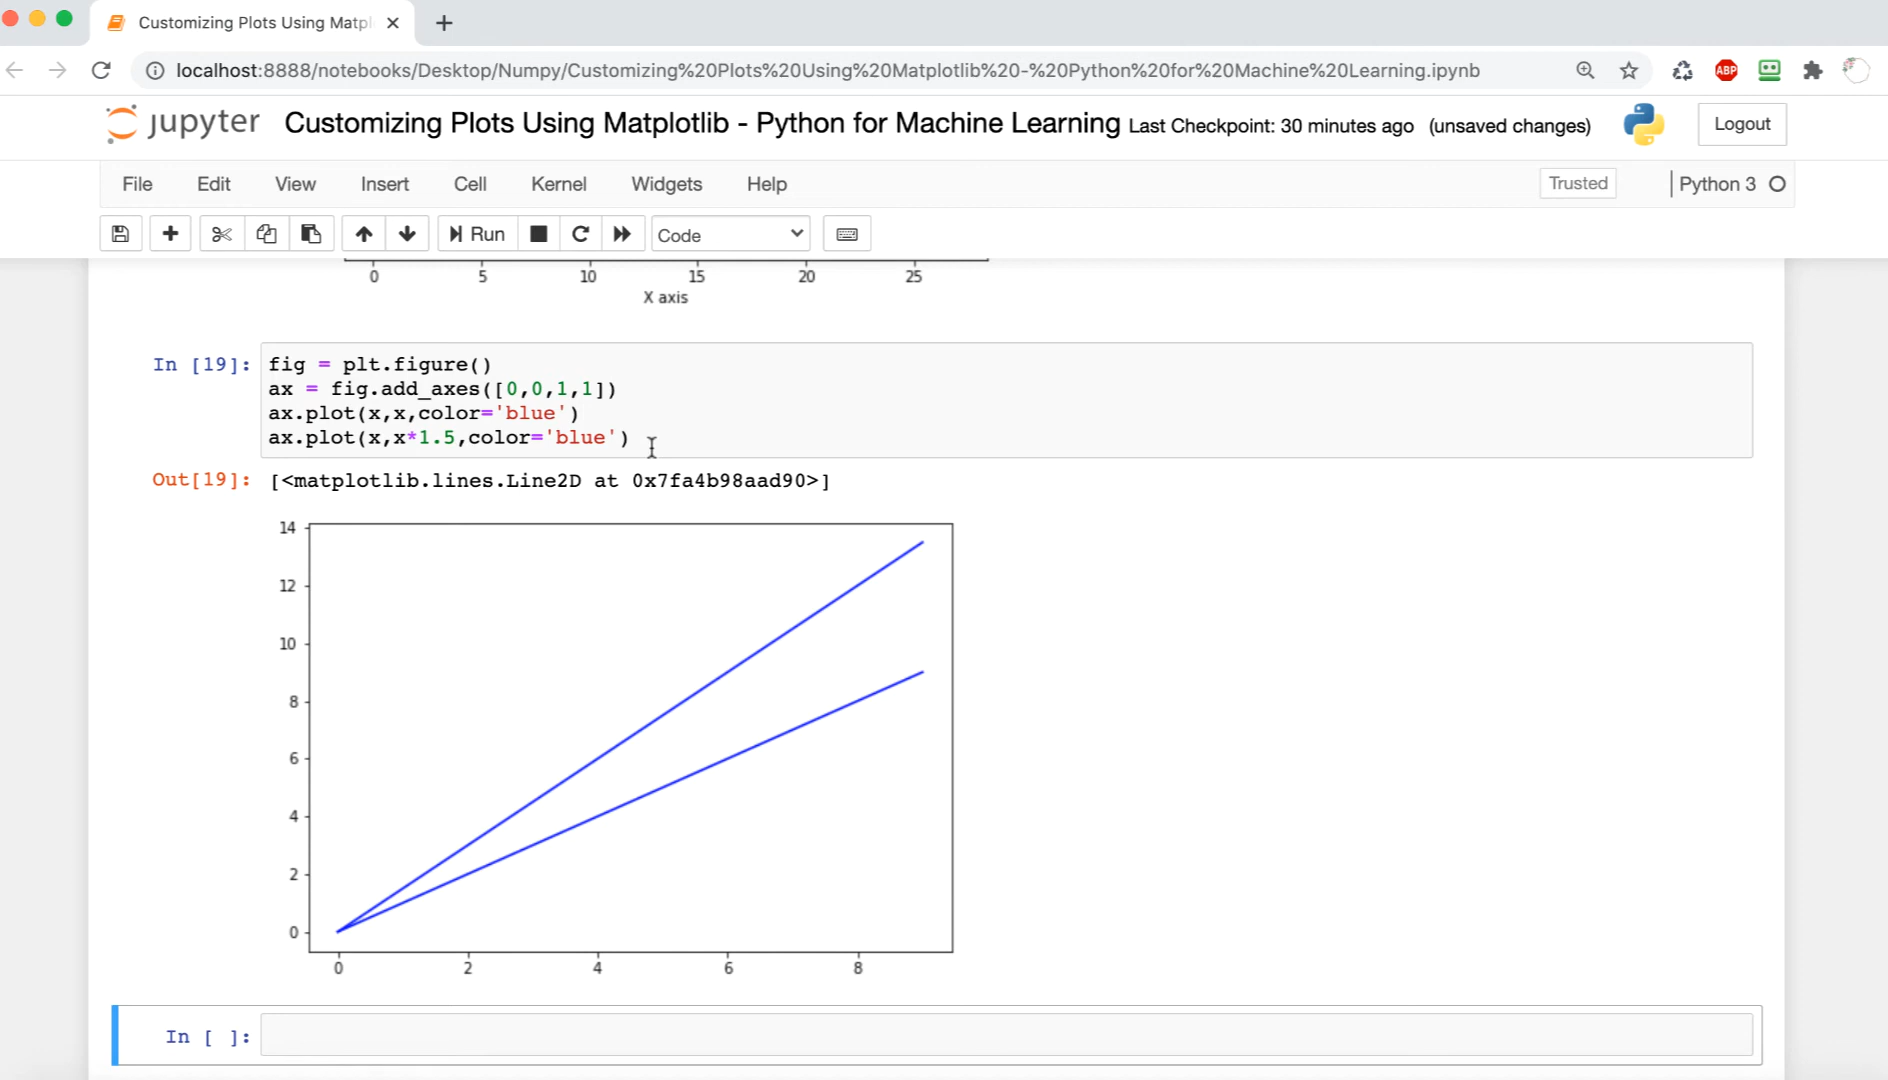 Customizing Plots Using Matpl
localhost:8888/notebooks/Desktop/Numpy/Customizing%20Plots%20Using%20Matplotlib%20-%20Python%20for%20Machine%20Learning.ipynb
ABP
jupyter Customizing Plots Using Matplotlib - Python for Machine Learning Last Checkpoint: 30 minutes ago (unsaved changes) Logout
File Edit View Insert Cell Kernel Widgets Help Trusted Python 3
Run Code
0 5 10 15 20 25
X axis
In [19]: fig = plt.figure()
ax = fig.add_axes([0,0,1,1])
ax.plot(x,x,color='blue')
ax.plot(x,x*1.5,color='blue')
Out[19]: [<matplotlib.lines.Line2D at 0x7fa4b98aad90>]
14
12
10
8
6
4
2
0
0 2 4 6 8
In [ ]: